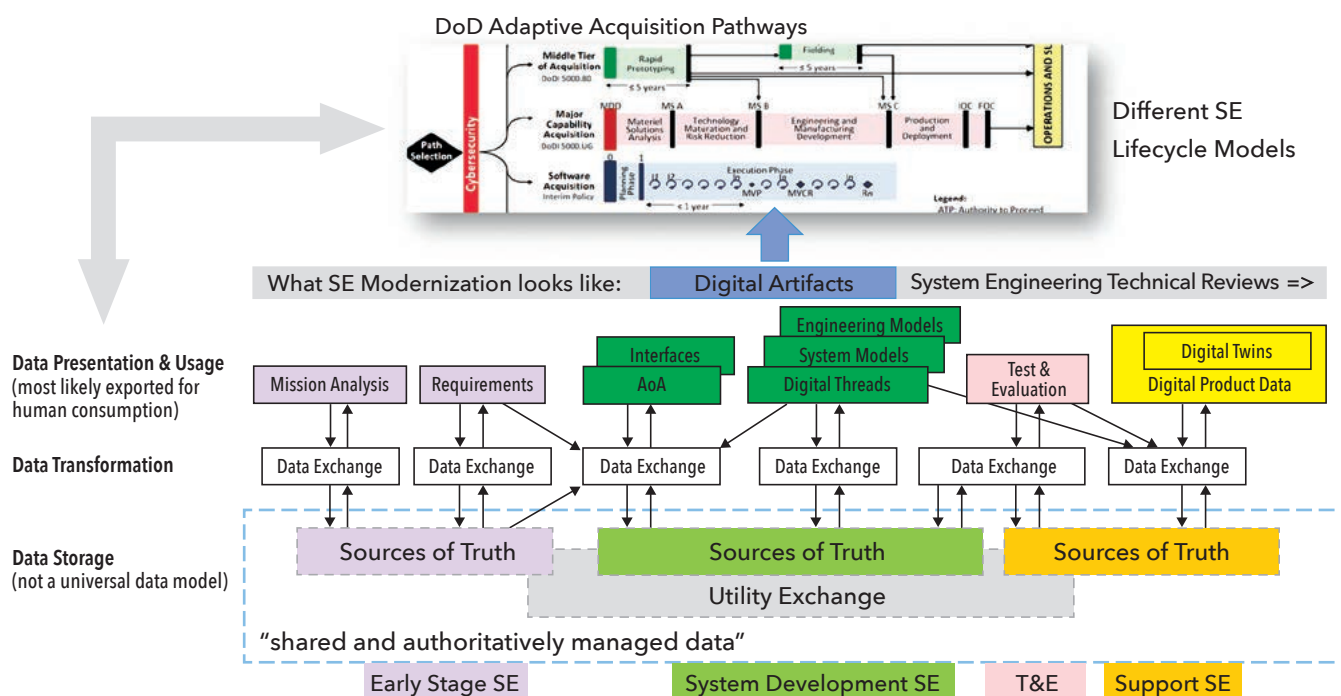 DoD Adaptive Acquisition Pathways
Middle Tier
of Acquisition
DoDI 5000.80
Rapid
Prototyping
≤ 5 years
Fielding
≤ 5 years
Path
Selection
Cybersecurity
Major
Capability
Acquisition
DoDI 5000.UG
MDD
MS A
MS B
MS C
IOC
FOC
Materiel
Solutions
Analysis
Technology
Maturation and
Risk Reduction
Engineering and
Manufacturing
Development
Production
and
Deployment
OPERATIONS AND
Software
Acquisition
Interim Policy
0
1
Planning
Phase
Execution Phase
I1
I2
In
In
In
MVP
MVCR
Rn
< 1 year
Legend:
ATP: Authority to Proceed
Different SE
Lifecycle Models
What SE Modernization looks like:
Digital Artifacts
System Engineering Technical Reviews =>
Data Presentation & Usage
(most likely exported for
human consumption)
Mission Analysis
Requirements
Interfaces
AoA
Engineering Models
System Models
Digital Threads
Test &
Evaluation
Digital Twins
Digital Product Data
Data Transformation
Data Exchange
Data Exchange
Data Exchange
Data Exchange
Data Exchange
Data Exchange
Data Storage
(not a universal data model)
Sources of Truth
Sources of Truth
Sources of Truth
Utility Exchange
“shared and authoritatively managed data”
Early Stage SE
System Development SE
T&E
Support SE